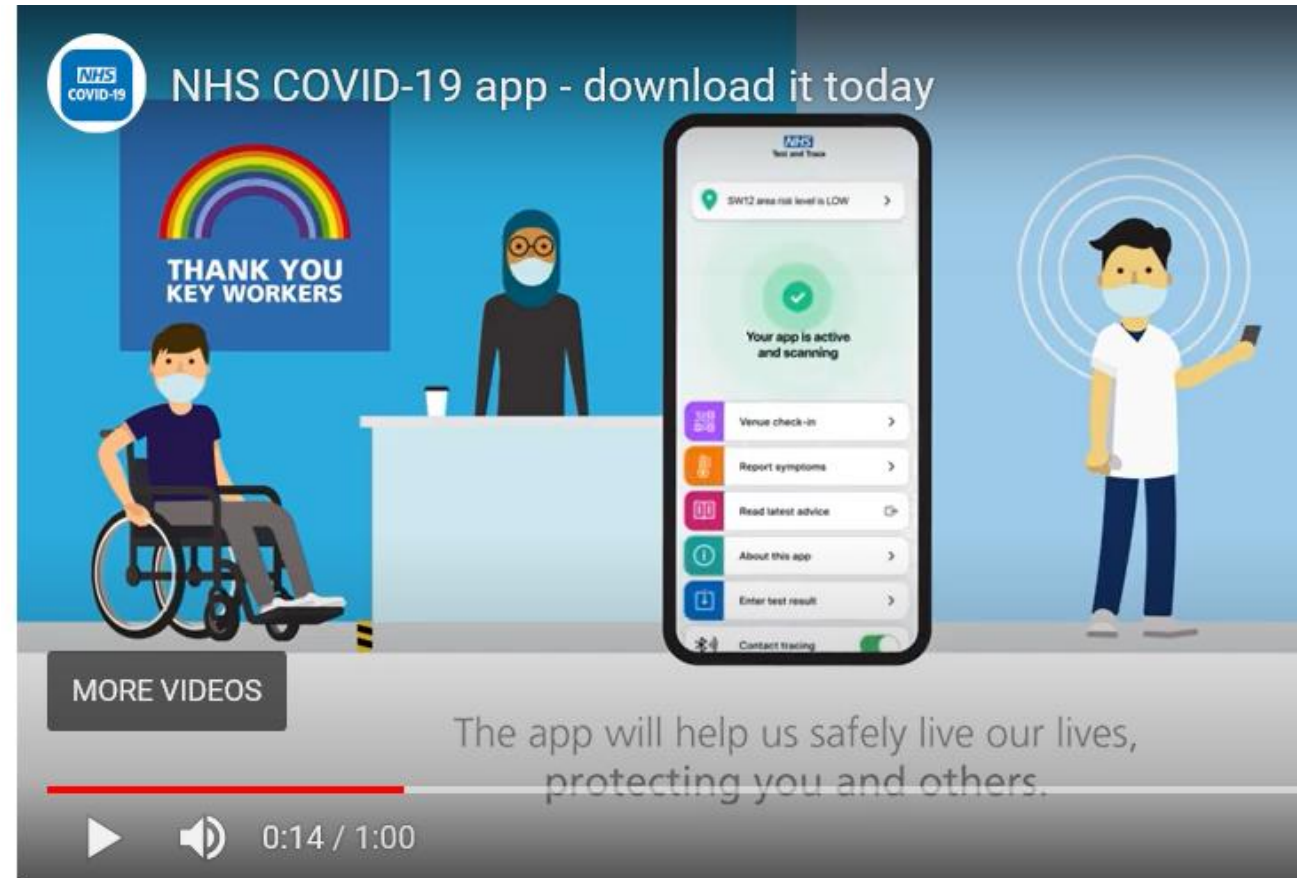 NHS
COVID-19
NHS COVID-19 app - download it today
THANK YOU
KEY WORKERS
NHS
Test and Trace
SW12 area risk level is LOW
Your app is active
and scanning
Venue check-in
Report symptoms
Read latest advice
About this app
Enter test result
Contact tracing
MORE VIDEOS
The app will help us safely live our lives,
protecting you and others.
0:14 / 1:00